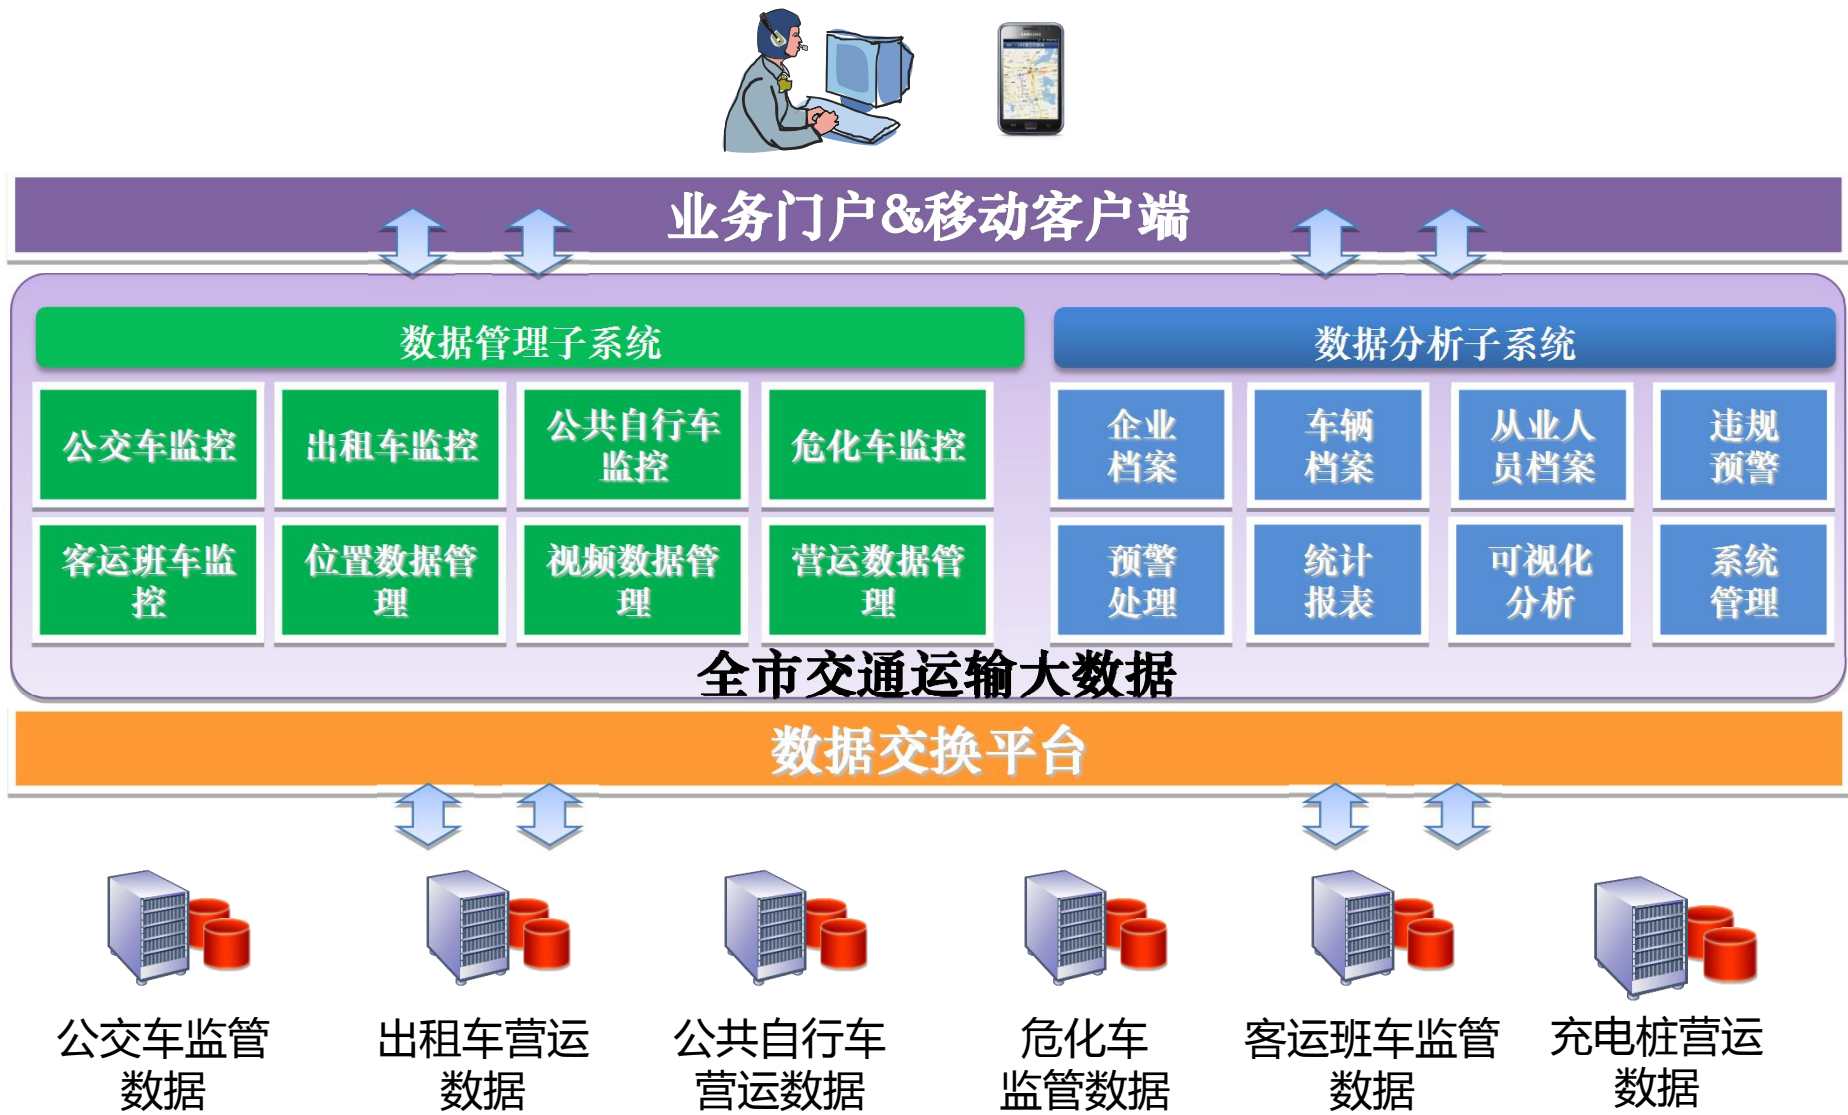 业务门户&移动客户端
数据管理子系统
数据分析子系统
公交车监控
出租车监控
公共自行车
监控
危化车监控
企业
档案
车辆
档案
从业人
员档案
违规
预警
客运班车监
控
位置数据管
理
视频数据管
理
营运数据管
理
预警
处理
统计
报表
可视化
分析
系统
管理
全市交通运输大数据
数据交换平台
公交车监管
数据
出租车营运
数据
公共自行车
营运数据
危化车
监管数据
客运班车监管
数据
充电桩营运
数据